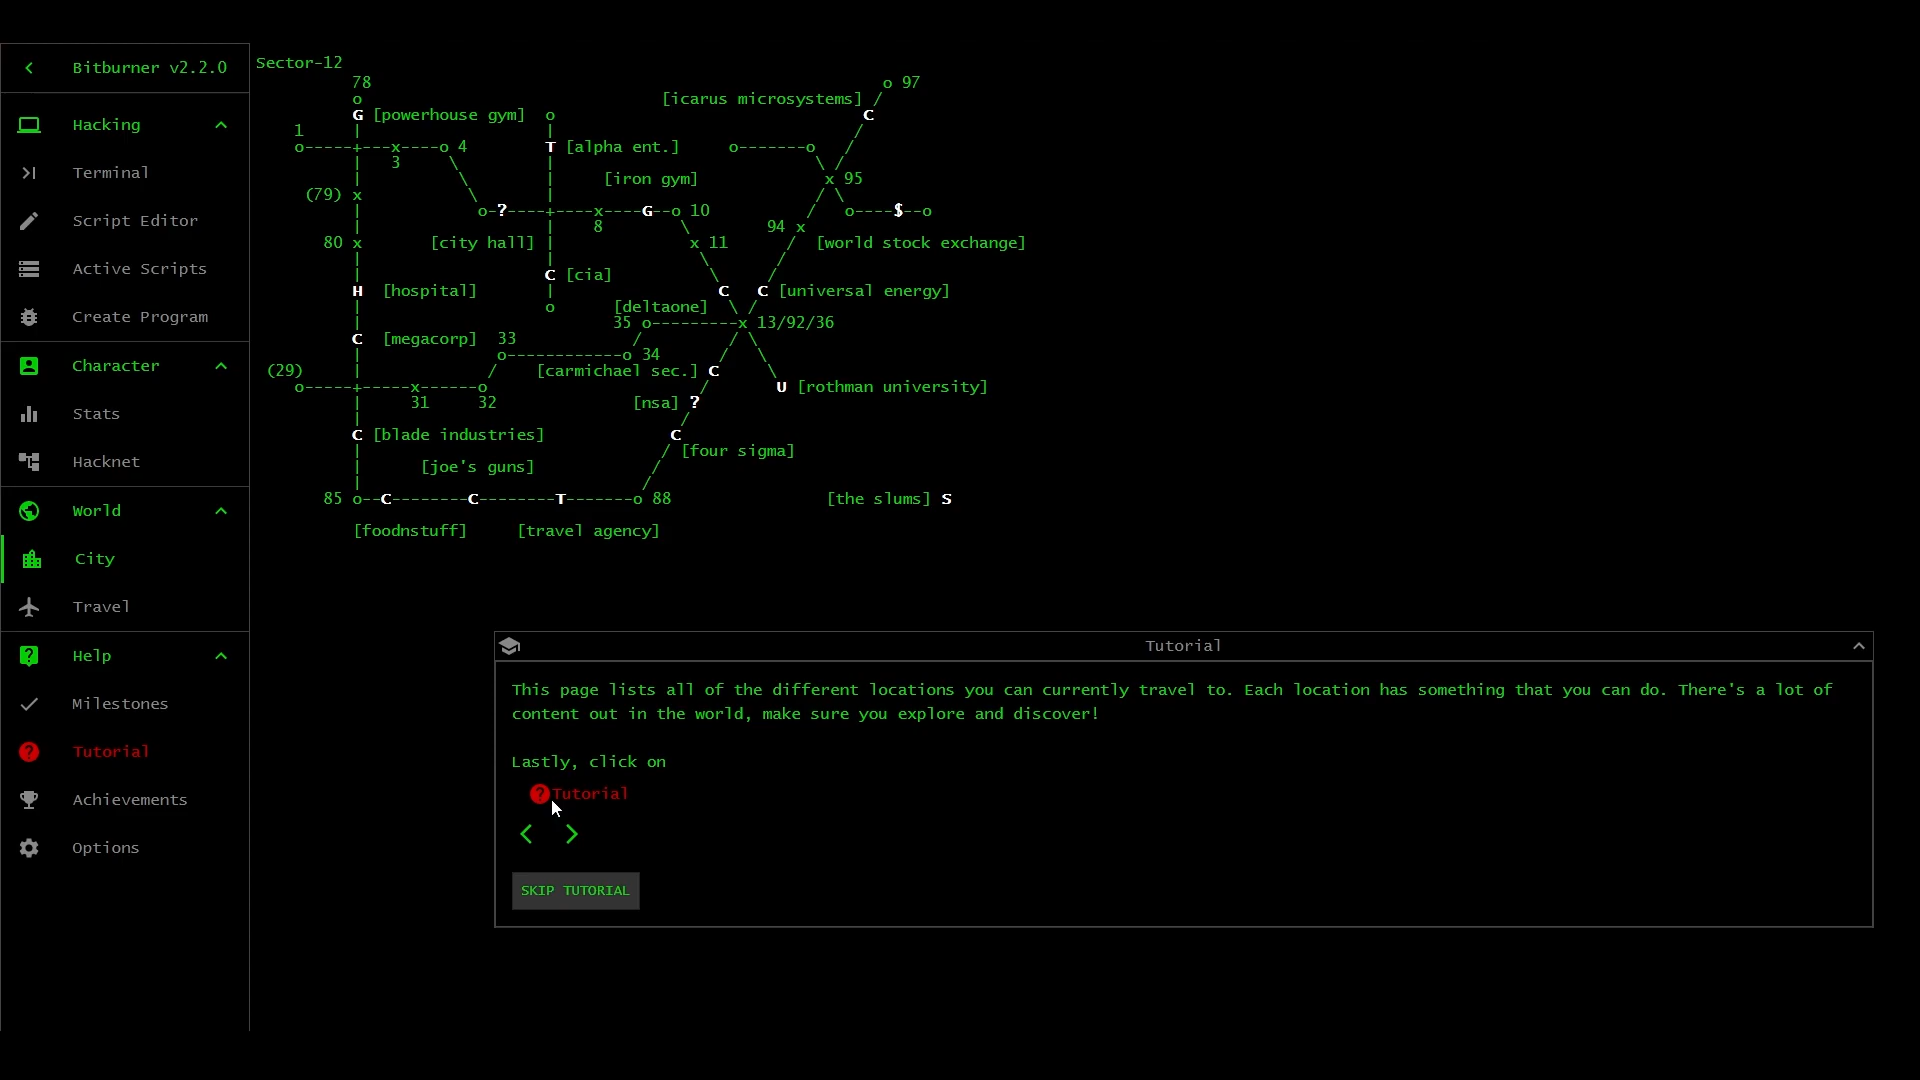 Bitburner v2.2.0
Hacking
Terminal
Script Editor
Active Scripts
Create Program
Character
Stats
Hacknet
World
City
Travel
Help
Milestones
Tutorial
Achievements
Options
Sector-12
78
o 97
o
[icarus microsystems] /
G [powerhouse gym] o
C
1 | | /
o-----+---x----o 4
T [alpha ent.]
o-------o /
| 3 \ | \ /
| \ | [iron gym] x 95
(79) x \ | / \
| o-?----+----x----G--o 10 / o----$--o
| | 8 \ 94 x
80 x [city hall] | x 11 / [world stock exchange]
| | \ /
| C [cia] \ /
H [hospital] | C C [universal energy]
| o [deltaone] \ /
| 35 o---------x 13/92/36
C [megacorp] 33 / / \
| o------------o 34 / \
(29) | / [carmichael sec.] C \
o-----+-----x------o / U [rothman university]
| 31 32 [nsa] ?
| /
C [blade industries] C
| / [four sigma]
| [joe's guns] /
| /
85 o--C--------C--------T-------o 88 [the slums] S
[foodnstuff] [travel agency]
Tutorial
This page lists all of the different locations you can currently travel to. Each location has something that you can do. There's a lot of
content out in the world, make sure you explore and discover!
Lastly, click on
Tutorial
SKIP TUTORIAL